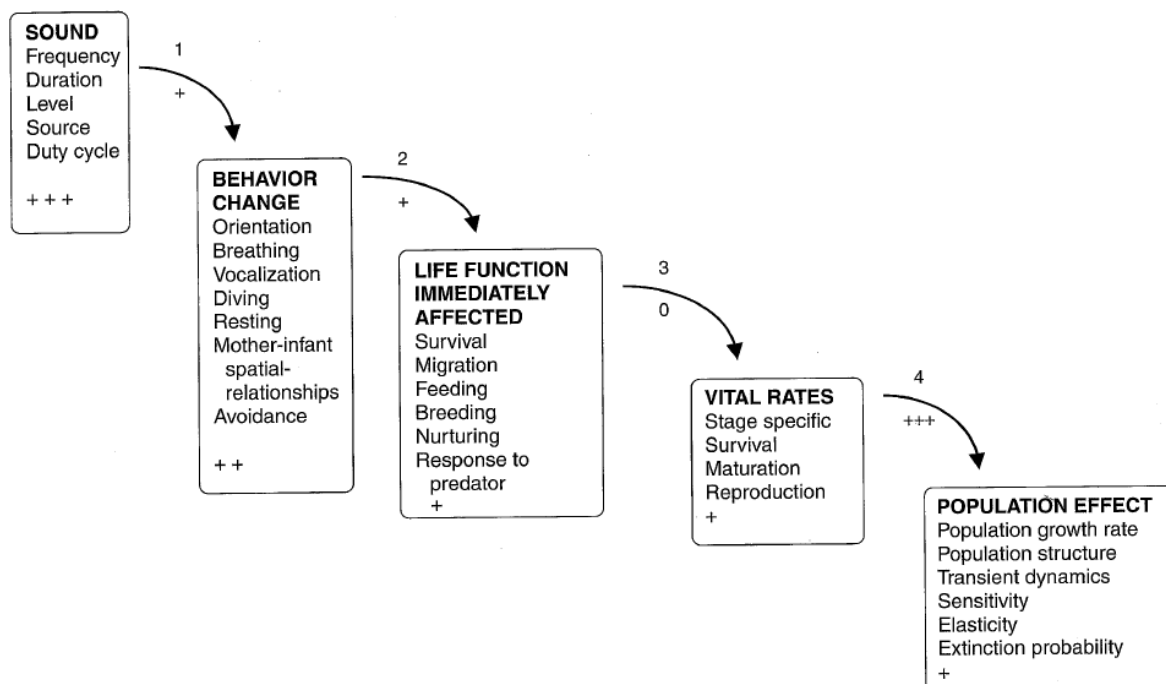 SOUND
Frequency
Duration
Level
Source
Duty cycle
+ + +
1
+
BEHAVIOR
CHANGE
Orientation
Breathing
Vocalization
Diving
Resting
Mother-infant
spatial-
relationships
Avoidance
+ +
2
+
LIFE FUNCTION
IMMEDIATELY
AFFECTED
Survival
Migration
Feeding
Breeding
Nurturing
Response to
predator
+
3
0
VITAL RATES
Stage specific
Survival
Maturation
Reproduction
+
4
+++
POPULATION EFFECT
Population growth rate
Population structure
Transient dynamics
Sensitivity
Elasticity
Extinction probability
+